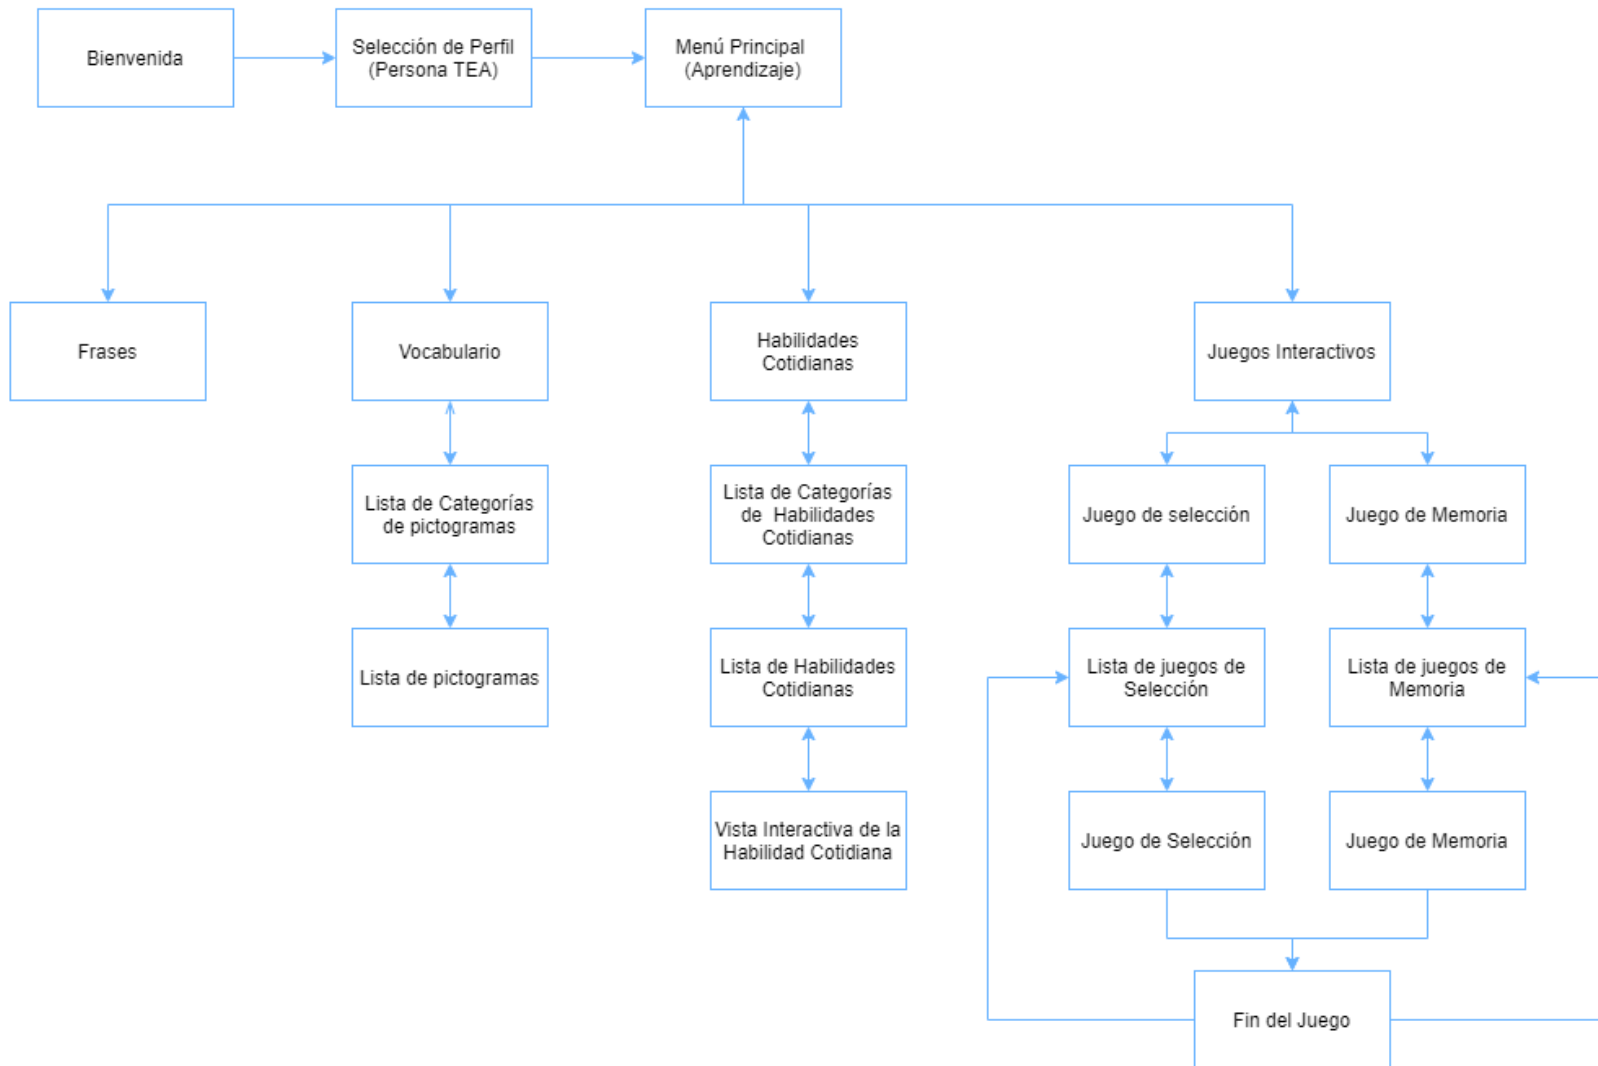 Bienvenida
Selección de Perfil
(Persona TEA)
Menú Principal
(Aprendizaje)
Frases
Vocabulario
Habilidades
Cotidianas
Juegos Interactivos
Lista de Categorías
de pictogramas
Lista de Categorías
de Habilidades
Cotidianas
Juego de selección
Juego de Memoria
Lista de pictogramas
Lista de Habilidades
Cotidianas
Lista de juegos de
Selección
Lista de juegos de
Memoria
Vista Interactiva de la
Habilidad Cotidiana
Juego de Selección
Juego de Memoria
Fin del Juego